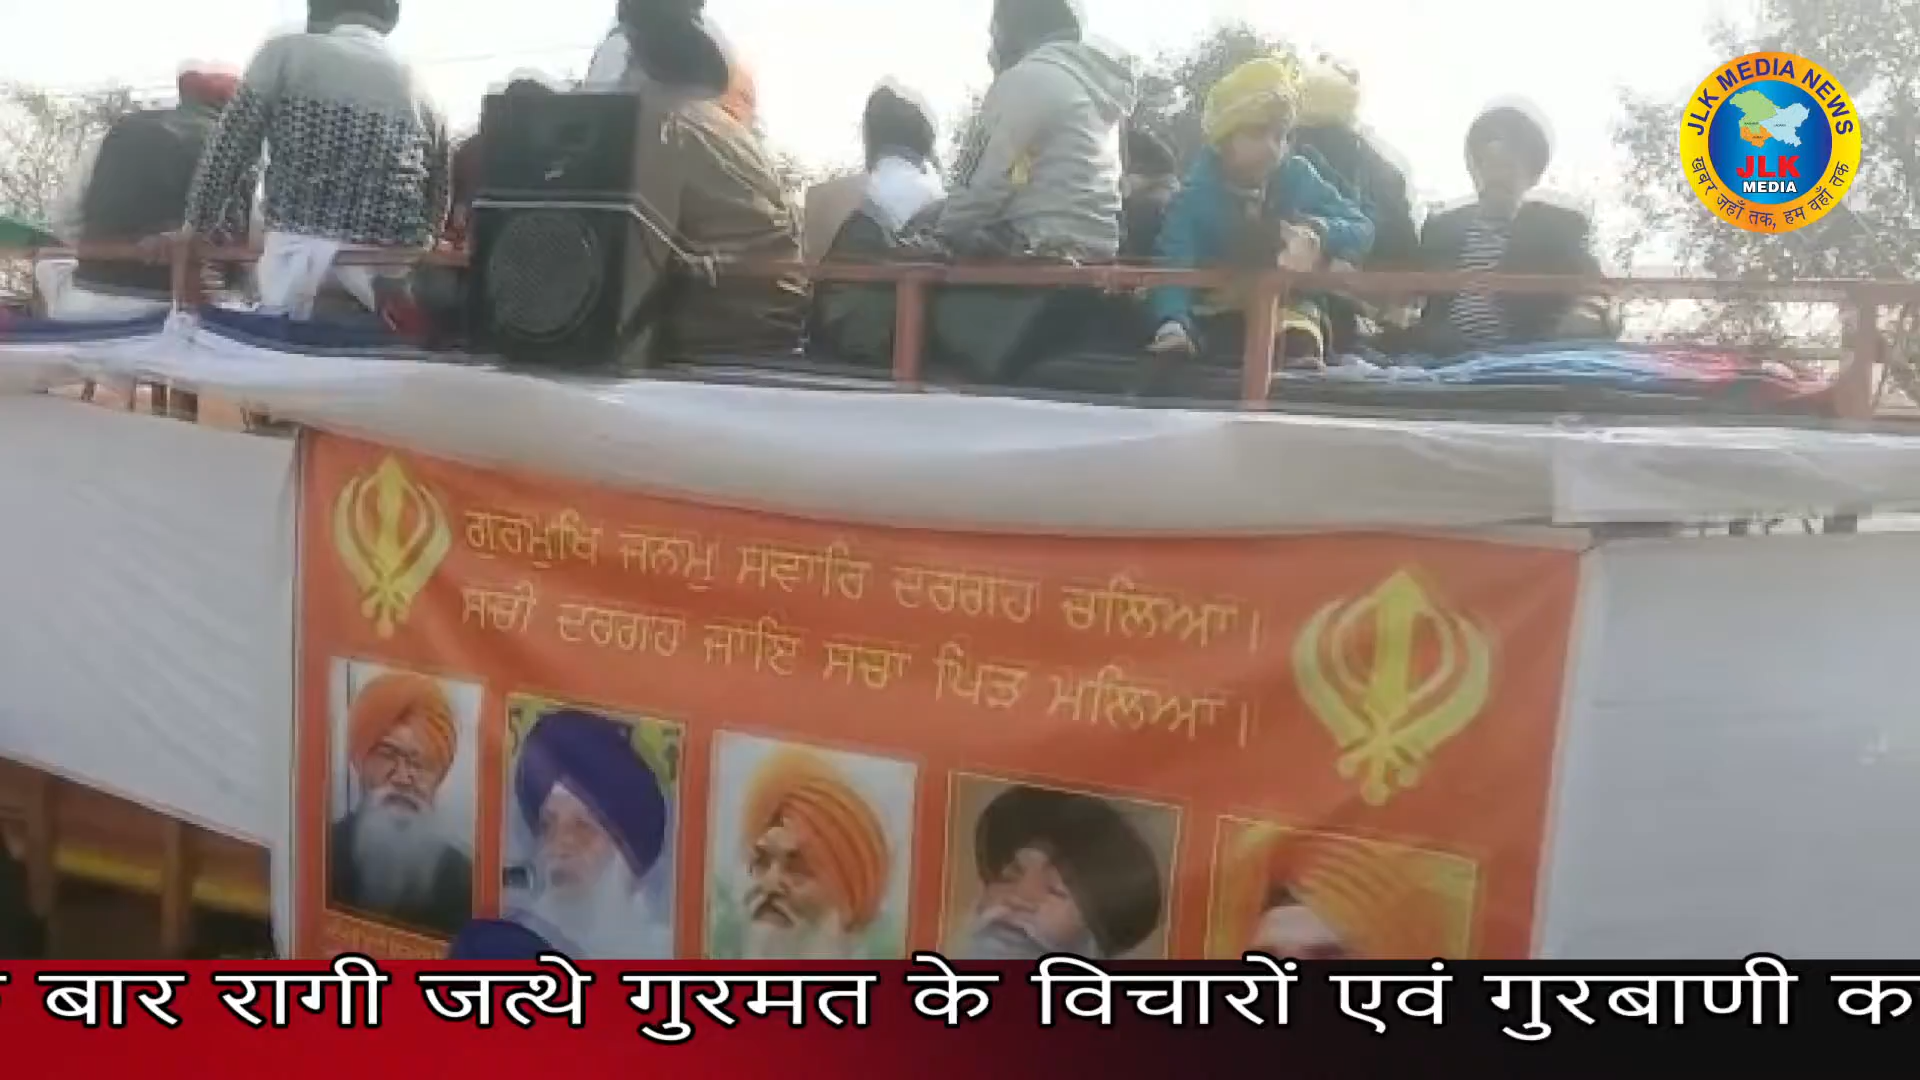 JLK MEDIA NEWS
JLK
MEDIA
खबर जहाँ तक, हम वहाँ तक
ਗੁਰਮੁਖਿ ਜਨਮੁ ਸਵਾਰਿ ਦਰਗਹ ਚਲਿਆ।
ਸਚੀ ਦਰਗਹ ਜਾਇ ਸਚਾ ਪਿੜ ਮਲਿਆ।
बार रागी जत्थे गुरमत के विचारों एवं गुरबाणी क